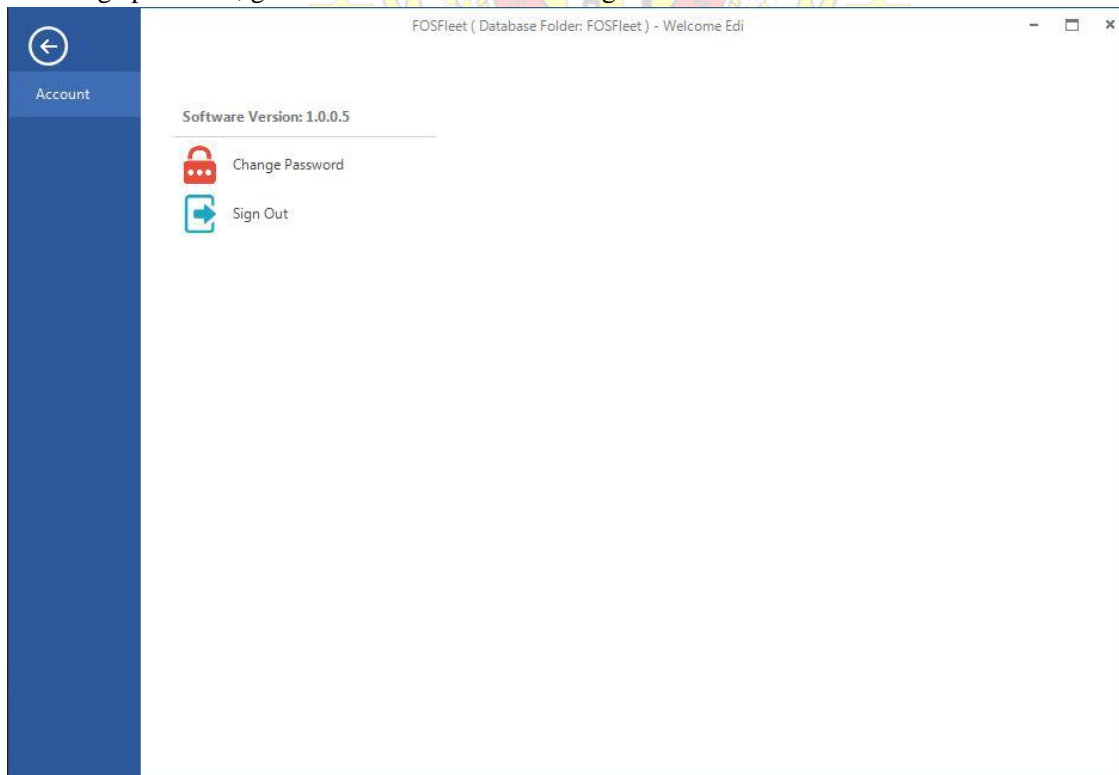 FOSFleet ( Database Folder: FOSFleet ) - Welcome Edi
Account
Software Version: 1.0.0.5
Change Password
Sign Out